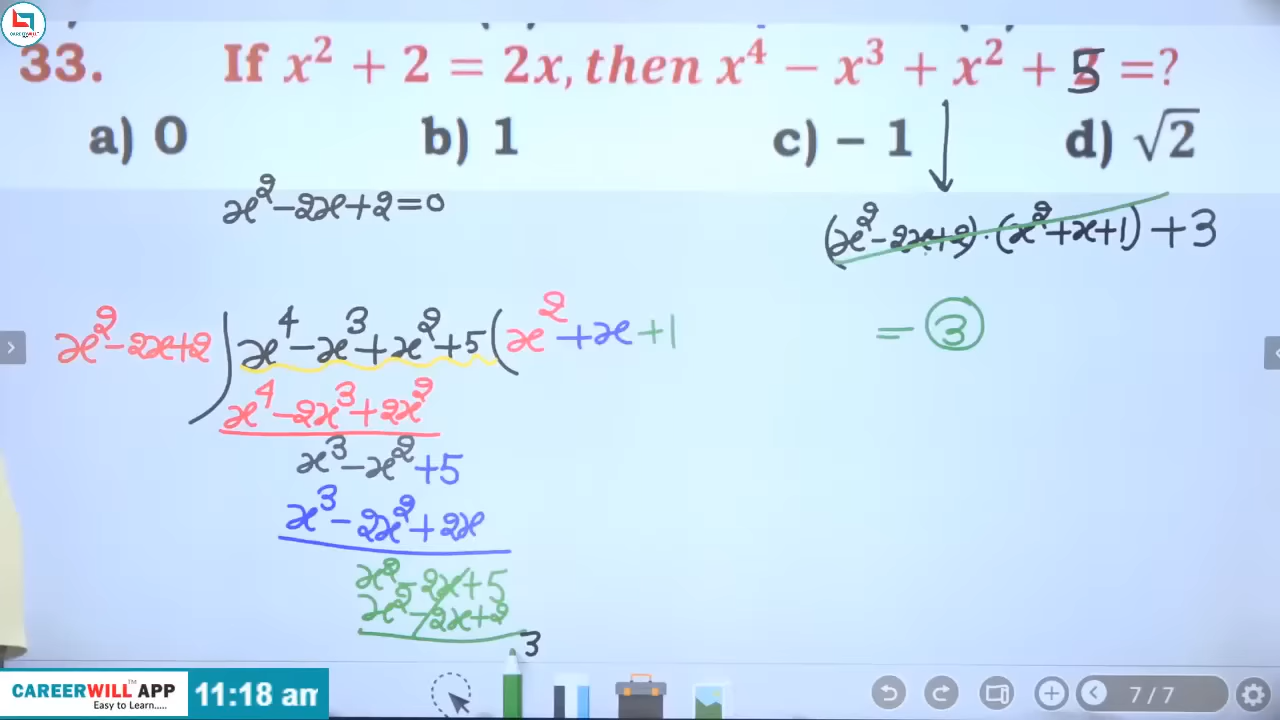 CAREERWILL
33. If x² + 2 = 2x, then x⁴ − x³ + x² + 5 =?
a) 0 b) 1 c) − 1 d) √2
x² − 2x + 2 = 0
(x² − 2x + 2) · (x² + x + 1) + 3
= 3
x² − 2x + 2 ) x⁴ − x³ + x² + 5 ( x² + x + 1
x⁴ − 2x³ + 2x²
x³ − x² + 5
x³ − 2x² + 2x
x² − 2x + 5
x² − 2x + 2
3
CAREERWILL™ APP
Easy to Learn.....
11:18 am
7 / 7